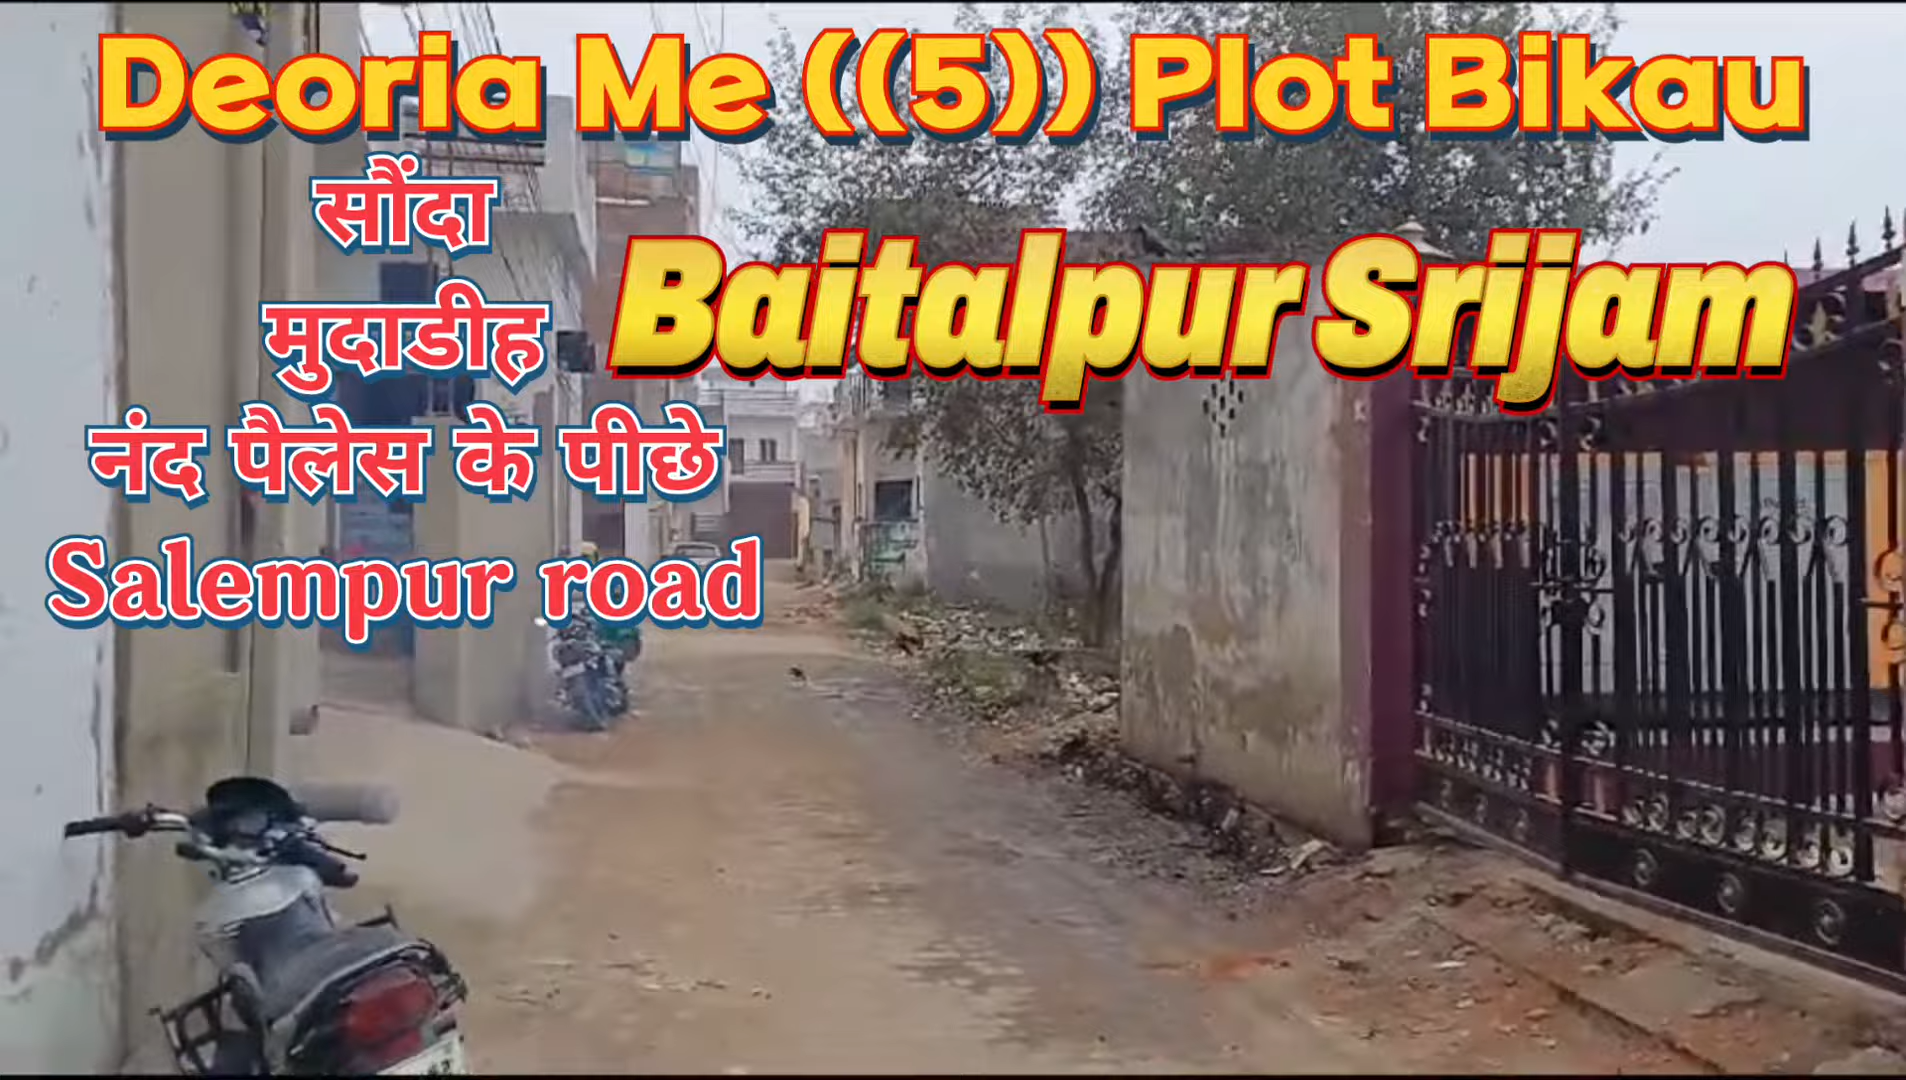 Deoria Me ((5)) Plot Bikau
सौंदा
Baitalpur Srijam
मुदाडीह
नंद पैलेस के पीछे
Salempur road